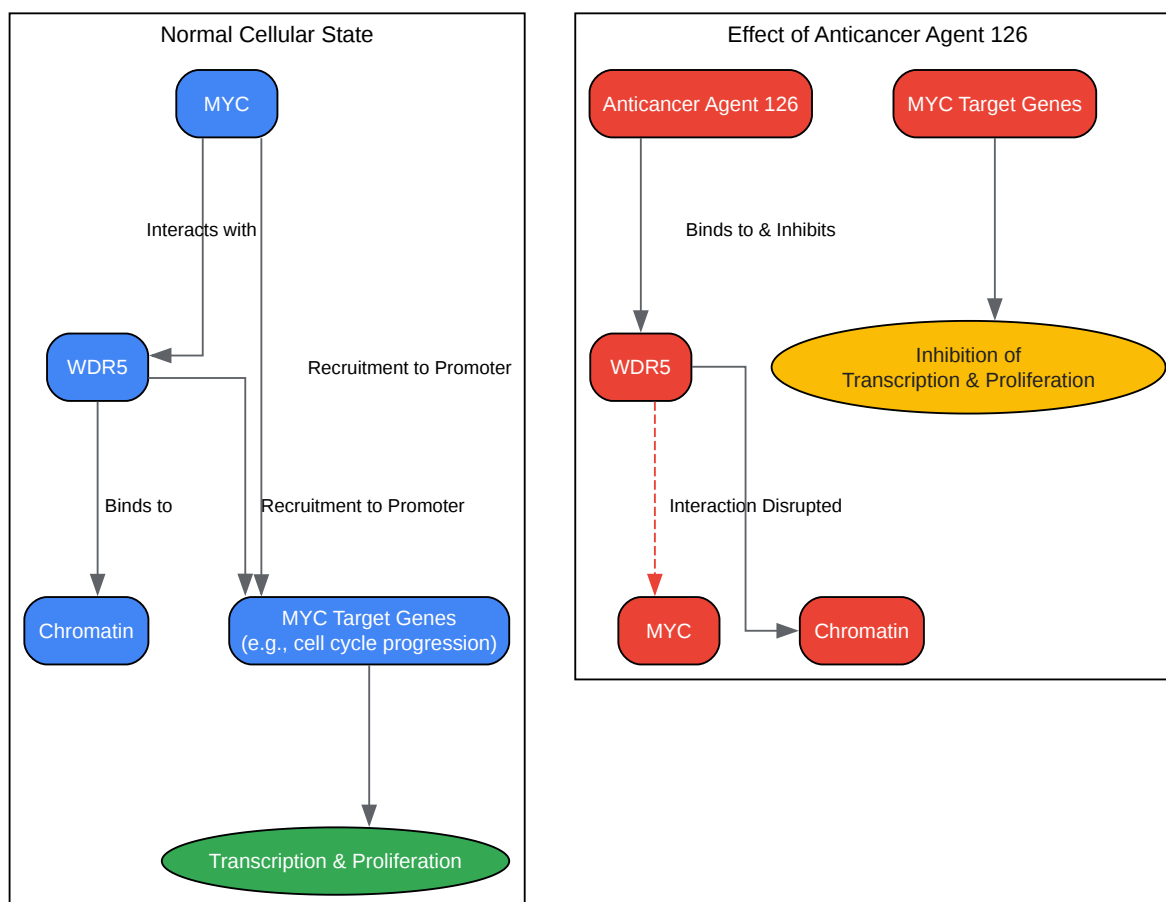 Normal Cellular State
MYC
Interacts with
WDR5
Recruitment to Promoter
Binds to
Recruitment to Promoter
Chromatin
MYC Target Genes
(e.g., cell cycle progression)
Transcription & Proliferation
Effect of Anticancer Agent 126
Anticancer Agent 126
MYC Target Genes
Binds to & Inhibits
WDR5
Inhibition of
Transcription & Proliferation
Interaction Disrupted
MYC
Chromatin